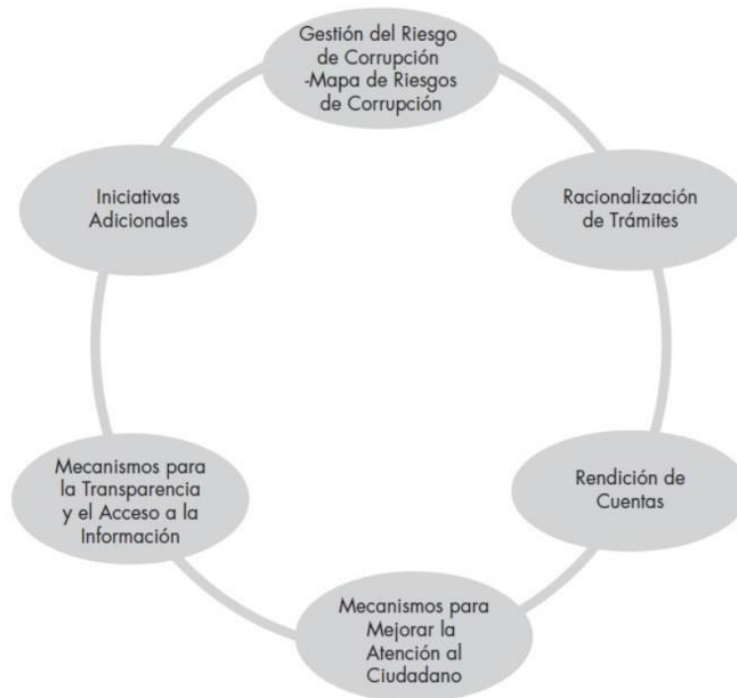 Gestión del Riesgo
de Corrupción
-Mapa de Riesgos
de Corrupción
Racionalización
de Trámites
Rendición de
Cuentas
Mecanismos para
Mejorar la
Atención al
Ciudadano
Mecanismos para
la Transparencia
y el Acceso a la
Información
Iniciativas
Adicionales